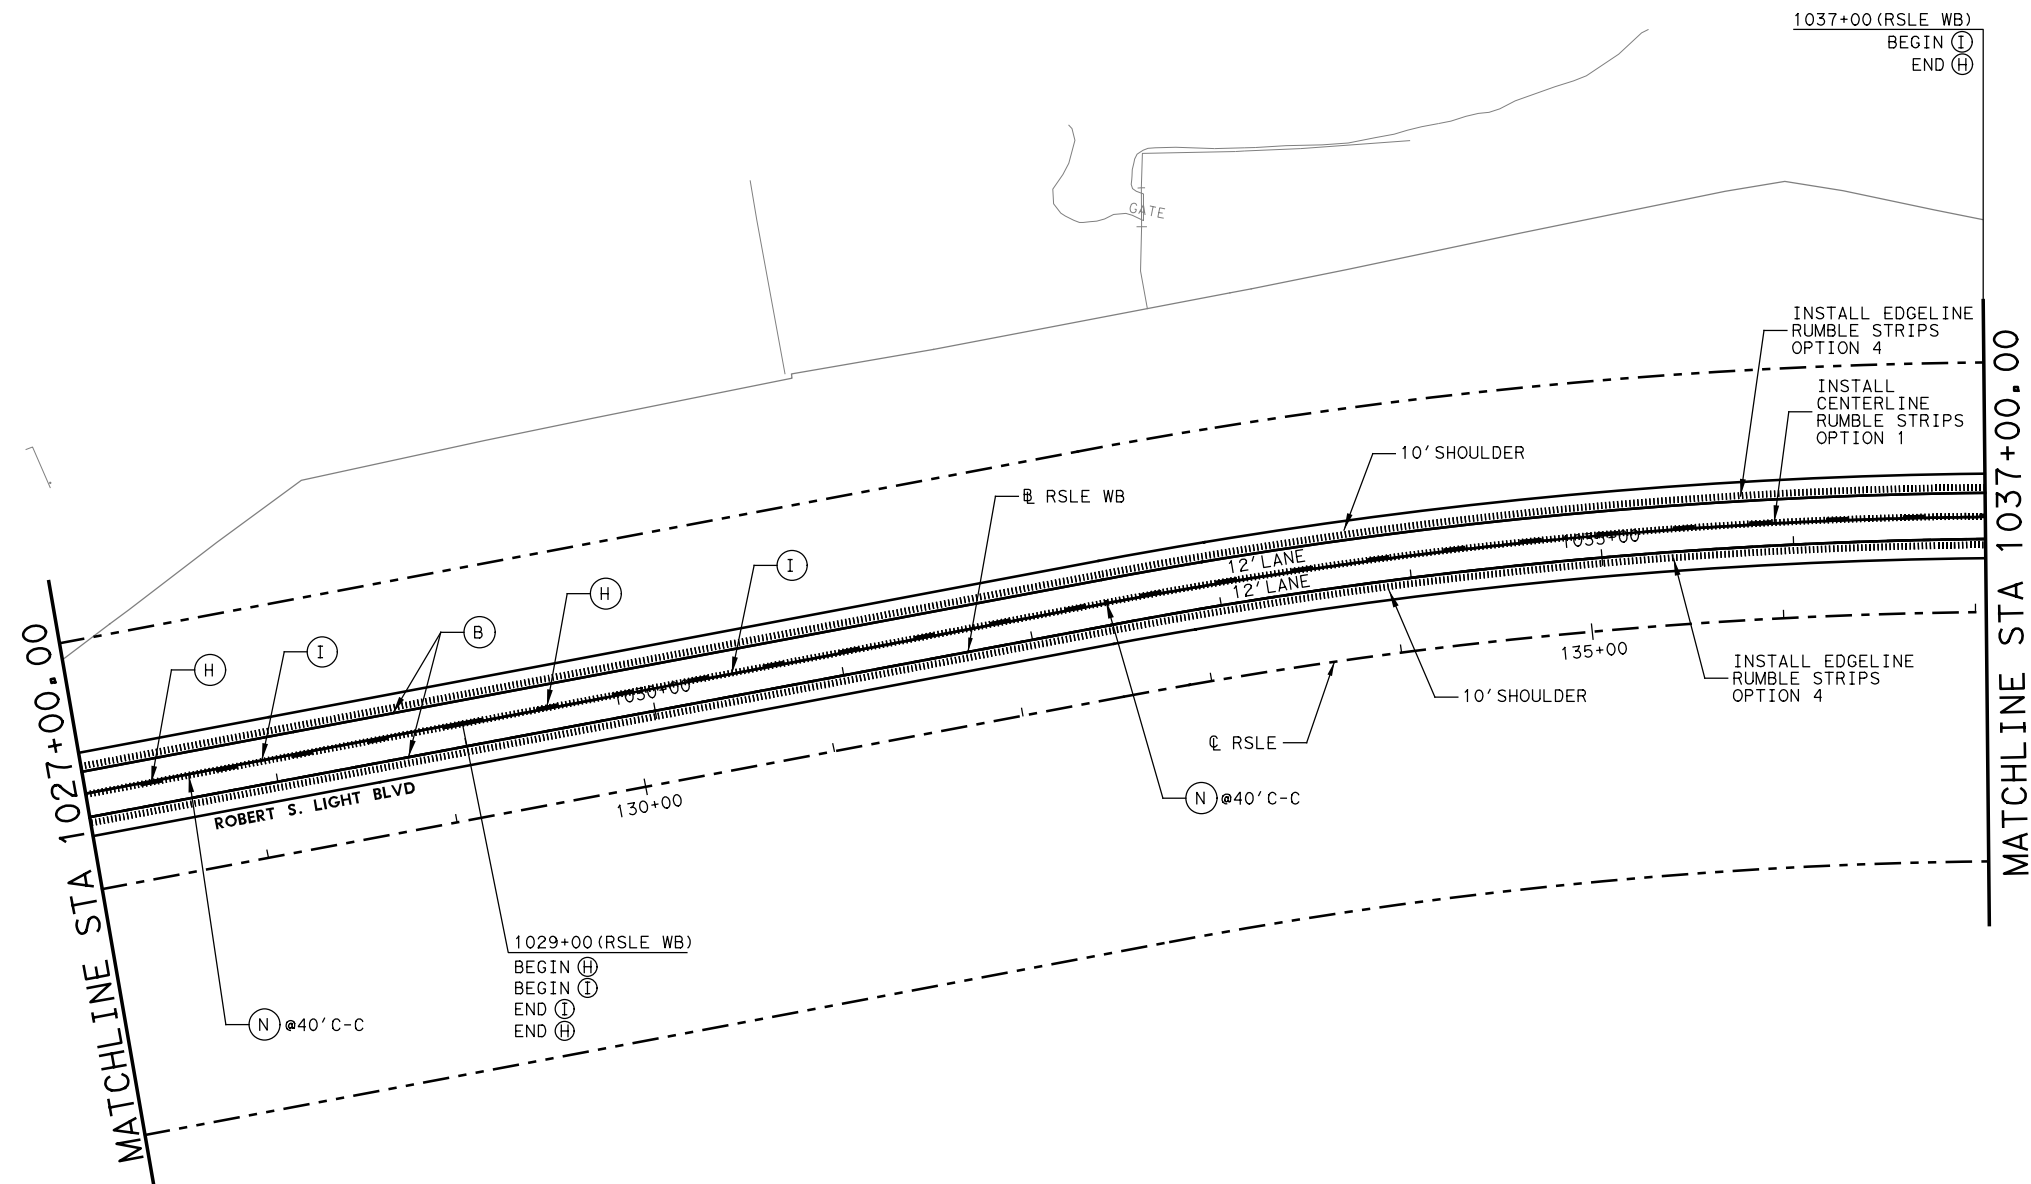 1037+00 (RSLE WB)
BEGIN I
END H
GATE
INSTALL EDGELINE
RUMBLE STRIPS
OPTION 4
INSTALL
CENTERLINE
RUMBLE STRIPS
OPTION 1
MATCHLINE STA 1037+00.00
10' SHOULDER
℄ RSLE WB
12' LANE
12' LANE
1035+00
I
H
B
I
H
1030+00
135+00
INSTALL EDGELINE
RUMBLE STRIPS
OPTION 4
10' SHOULDER
℄ RSLE
N @40' C-C
130+00
ROBERT S. LIGHT BLVD
MATCHLINE STA 1027+00.00
1029+00 (RSLE WB)
BEGIN H
BEGIN I
END I
END H
N @40' C-C